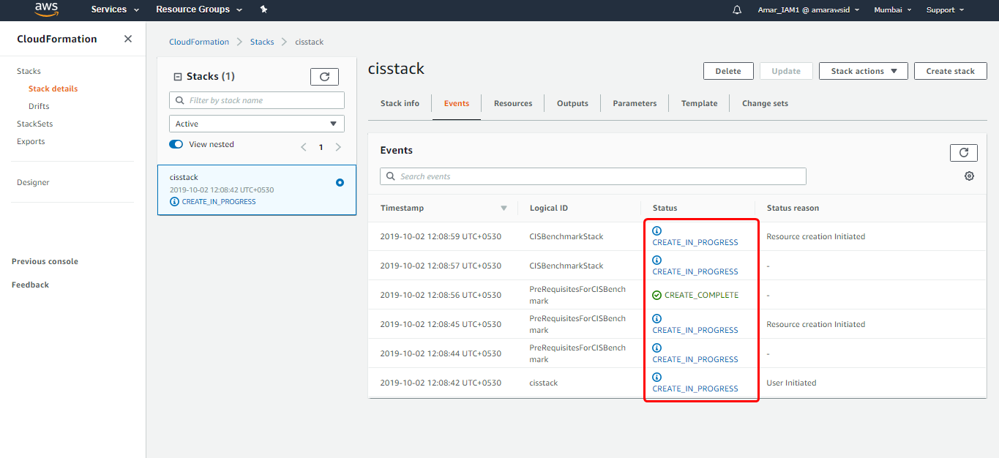 aws
Services
Resource Groups
Amar_IAM1 @ amarawsid
Mumbai
Support
CloudFormation
Stacks
Stack details
Drifts
StackSets
Exports
Designer
Previous console
Feedback
CloudFormation
Stacks
cisstack
Stacks (1)
Filter by stack name
Active
View nested
1
cisstack
2019-10-02 12:08:42 UTC+0530
CREATE_IN_PROGRESS
cisstack
Delete
Update
Stack actions
Create stack
Stack info
Events
Resources
Outputs
Parameters
Template
Change sets
Events
Search events
Timestamp
Logical ID
Status
Status reason
2019-10-02 12:08:59 UTC+0530
CISBenchmarkStack
CREATE_IN_PROGRESS
Resource creation Initiated
2019-10-02 12:08:57 UTC+0530
CISBenchmarkStack
CREATE_IN_PROGRESS
-
2019-10-02 12:08:56 UTC+0530
PreRequisitesForCISBench
mark
CREATE_COMPLETE
-
2019-10-02 12:08:45 UTC+0530
PreRequisitesForCISBench
mark
CREATE_IN_PROGRESS
Resource creation Initiated
2019-10-02 12:08:44 UTC+0530
PreRequisitesForCISBench
mark
CREATE_IN_PROGRESS
-
2019-10-02 12:08:42 UTC+0530
cisstack
CREATE_IN_PROGRESS
User Initiated